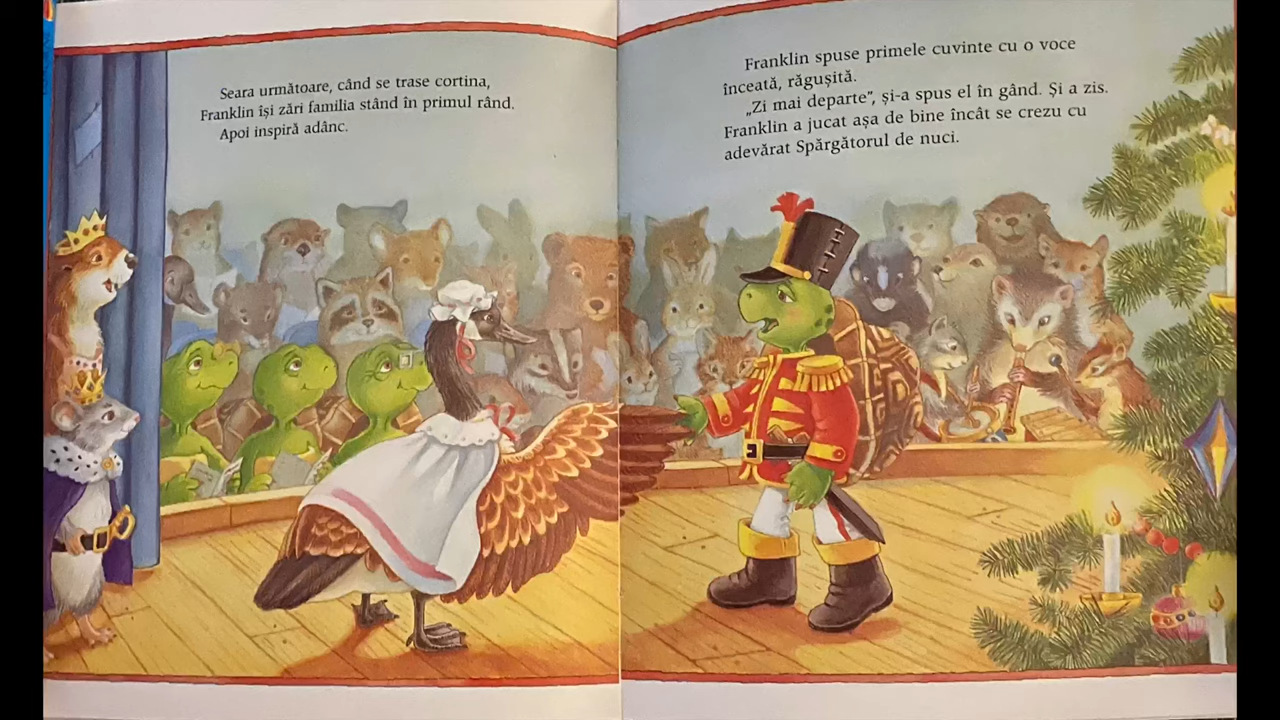 Seara următoare, când se trase cortina,
Franklin își zări familia stând în primul rând.
Apoi inspiră adânc.
Franklin spuse primele cuvinte cu o voce
înceată, răgușită.
„Zi mai departe”, și-a spus el în gând. Și a zis.
Franklin a jucat așa de bine încât se crezu cu
adevărat Spărgătorul de nuci.